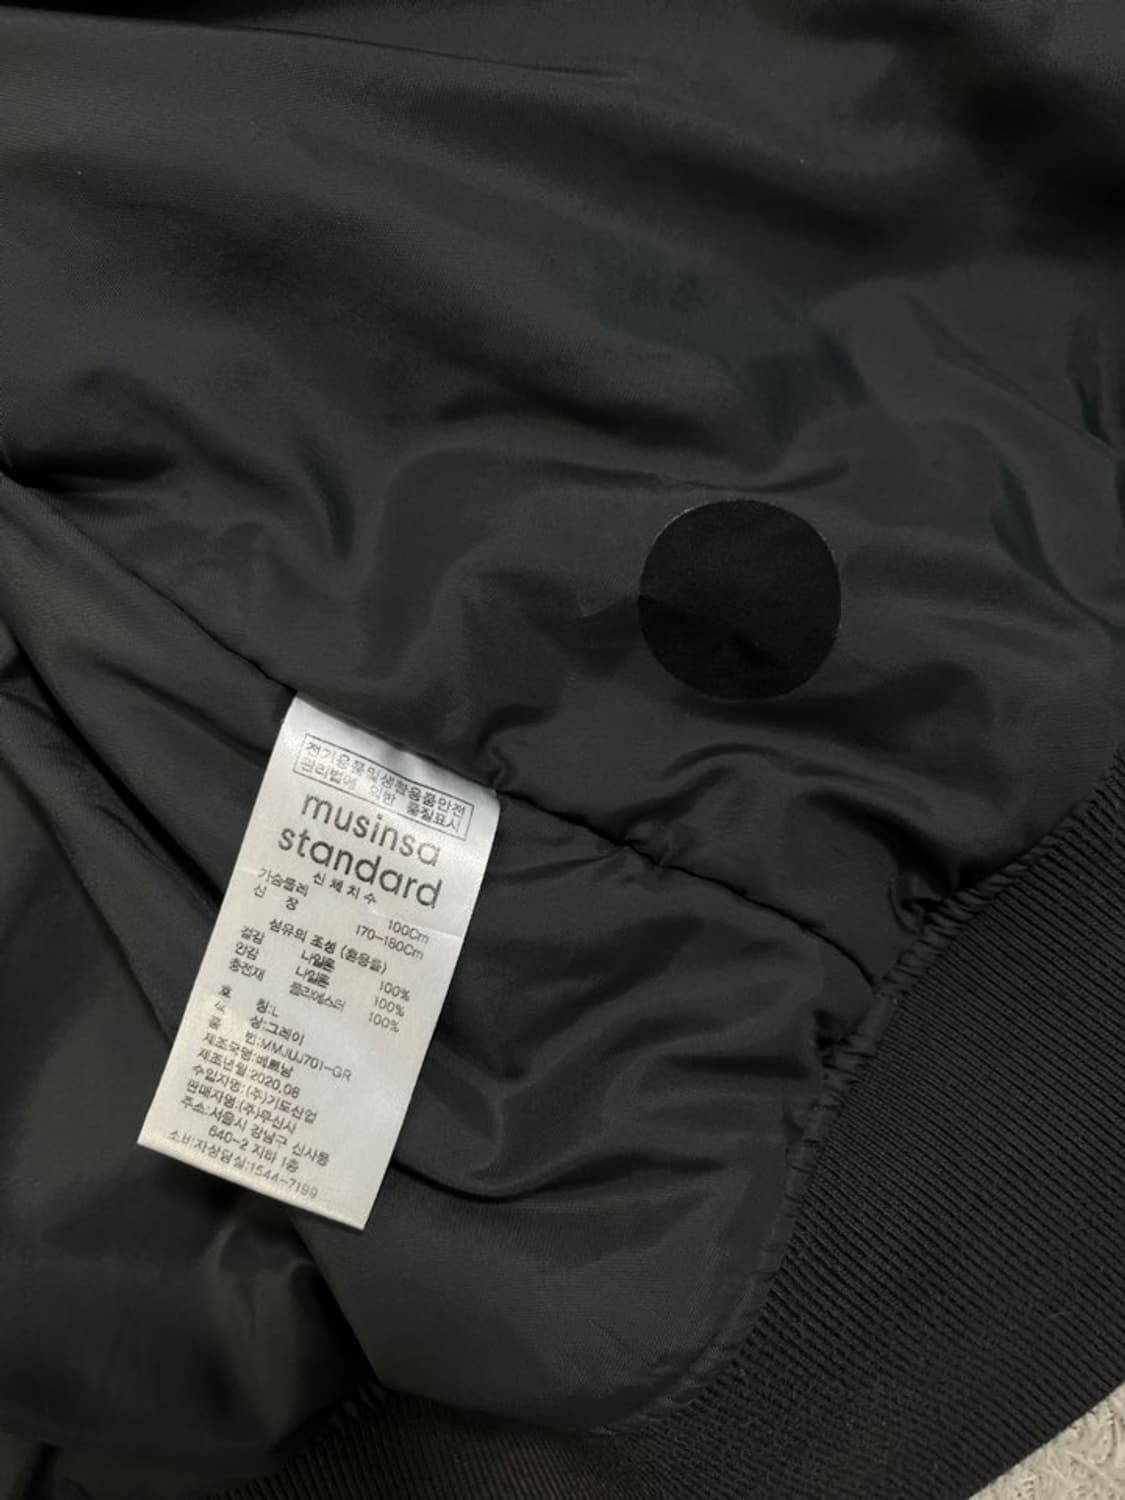 전기용품및생활용품안전
관리법에 의한 품질표시
musinsa
standard
신체치수
가슴둘레 100Cm
신 장 170-180Cm
섬유의 조성 (혼용률)
겉감 나일론 100%
안감 나일론 100%
충전재 폴리에스터 100%
호 칭:L
색 상:그레이
품 번:MMJUJ701-GR
제조국명:베트남
제조년월:2020.08
수입자명:(주)기도산업
판매자명:(주)무신사
주소:서울시 강남구 신사동
640-2 지하 1층
소비자상담실:1544-7199